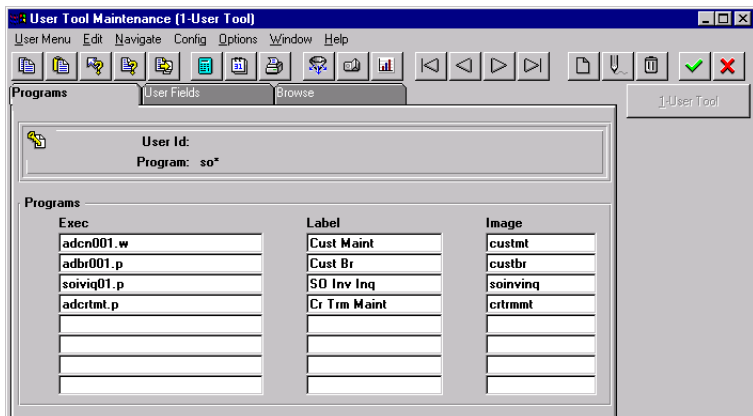 User Tool Maintenance (1-User Tool)
User Menu Edit Navigate Config Options Window Help
31
Programs User Fields Browse
1-User Tool
User Id:
Program: so*
Programs
Exec Label Image
adcn001.w Cust Maint custmt
adbr001.p Cust Br custbr
soiviq01.p SO Inv Inq soinvinq
adcrtmt.p Cr Trm Maint crtrmmt